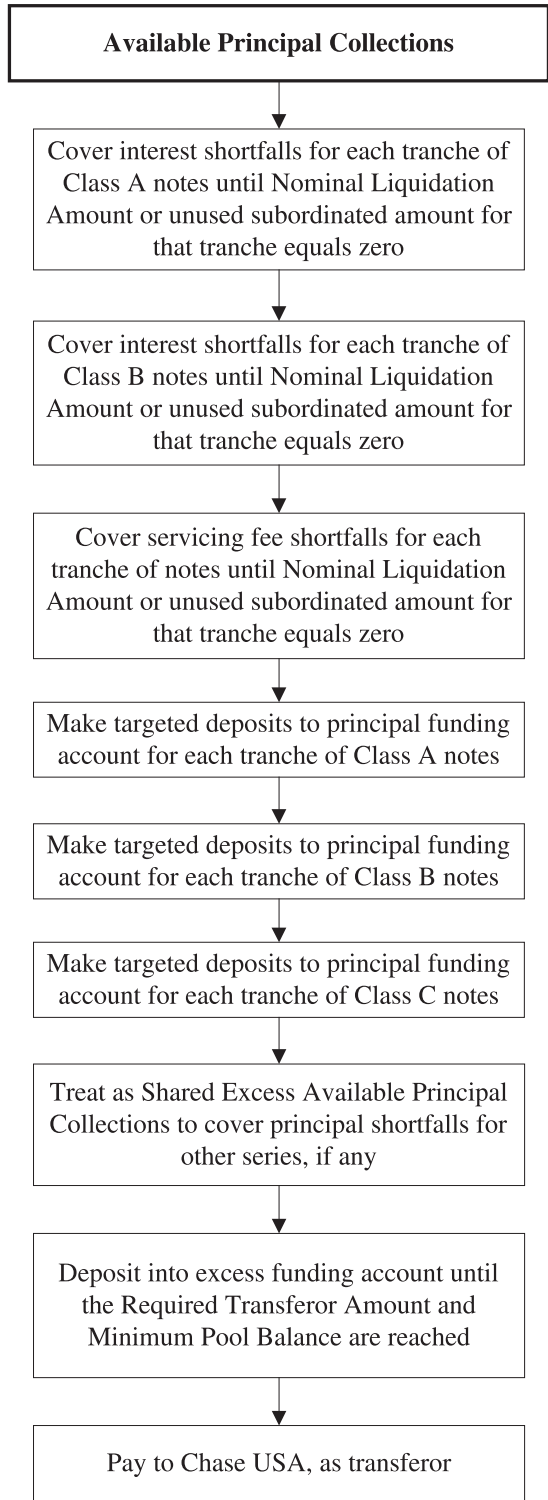 Available Principal Collections
Cover interest shortfalls for each tranche of
Class A notes until Nominal Liquidation
Amount or unused subordinated amount for
that tranche equals zero
Cover interest shortfalls for each tranche of
Class B notes until Nominal Liquidation
Amount or unused subordinated amount for
that tranche equals zero
Cover servicing fee shortfalls for each
tranche of notes until Nominal Liquidation
Amount or unused subordinated amount for
that tranche equals zero
Make targeted deposits to principal funding
account for each tranche of Class A notes
Make targeted deposits to principal funding
account for each tranche of Class B notes
Make targeted deposits to principal funding
account for each tranche of Class C notes
Treat as Shared Excess Available Principal
Collections to cover principal shortfalls for
other series, if any
Deposit into excess funding account until
the Required Transferor Amount and
Minimum Pool Balance are reached
Pay to Chase USA, as transferor